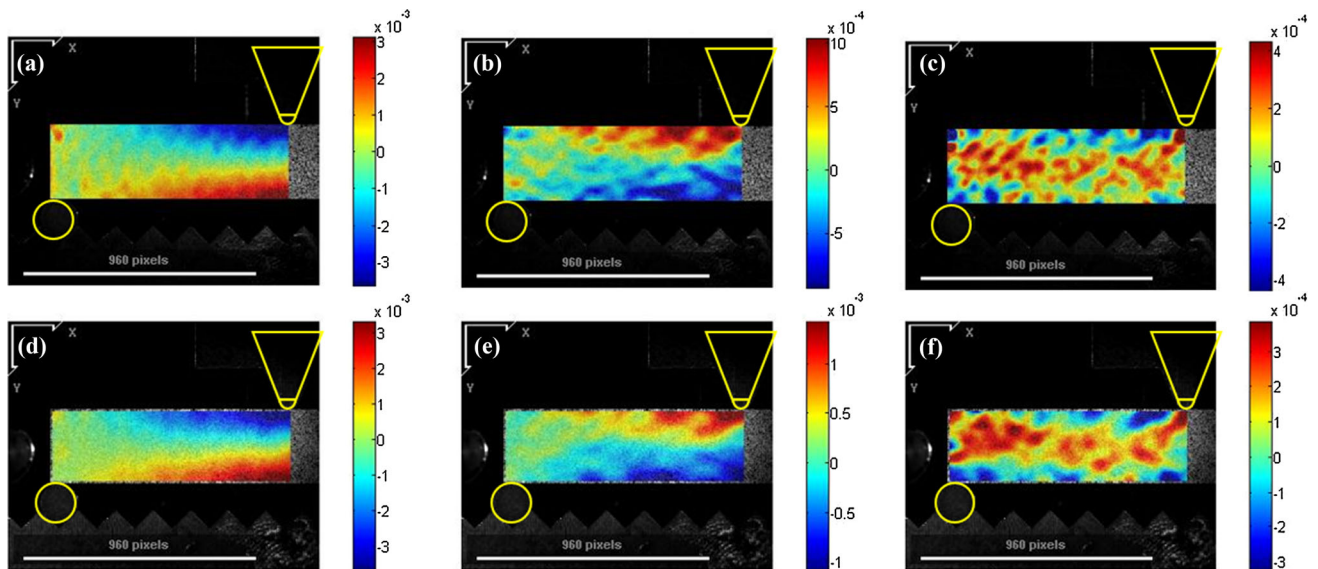 (a)
X
Y
960 pixels
x 10⁻³
3
2
1
0
-1
-2
-3
(b)
X
Y
960 pixels
x 10⁻⁴
10
5
0
-5
(c)
X
Y
960 pixels
x 10⁻⁴
4
2
0
-2
-4
(d)
X
Y
960 pixels
x 10⁻³
3
2
1
0
-1
-2
-3
(e)
X
Y
960 pixels
x 10⁻³
1
0.5
0
-0.5
-1
(f)
X
Y
960 pixels
x 10⁻⁴
3
2
1
0
-1
-2
-3